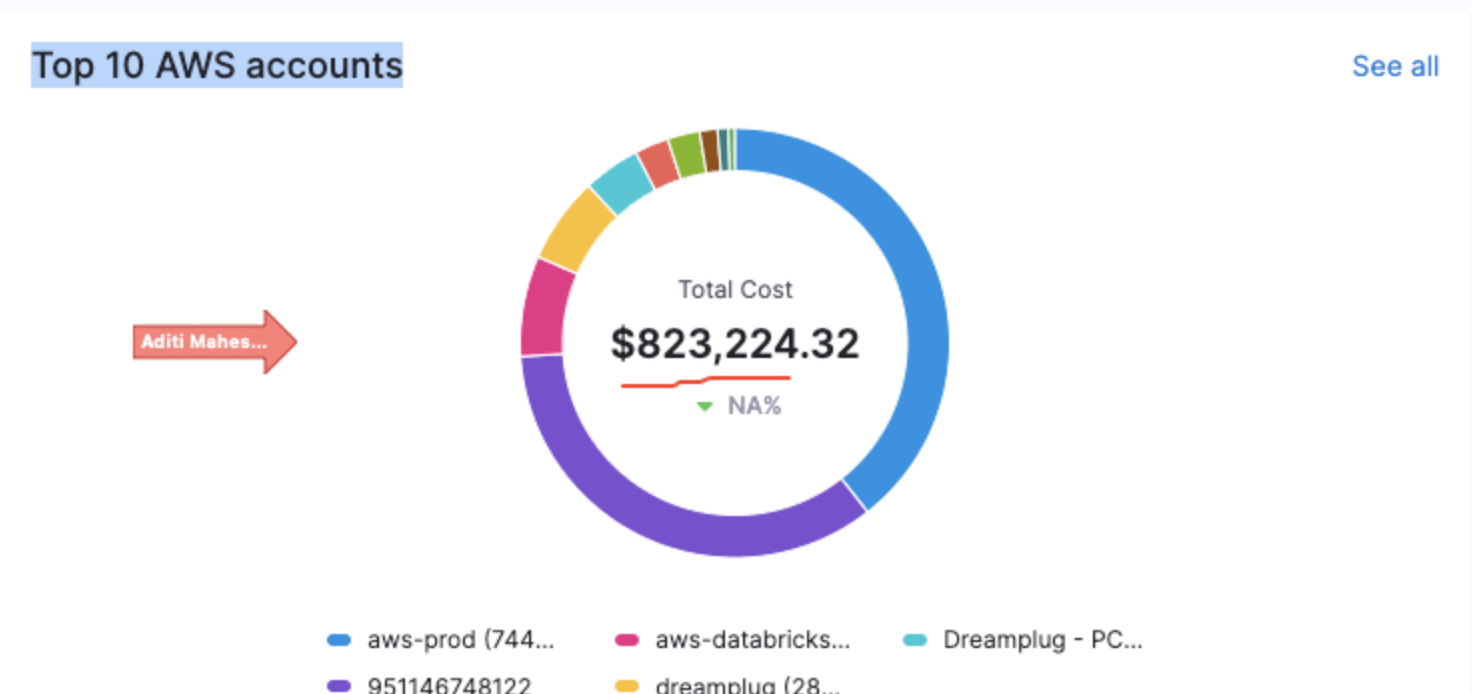 Top 10 AWS accounts
See all
Total Cost
Aditi Mahes...
$823,224.32
NA%
aws-prod (744...
aws-databricks...
Dreamplug - PC...
951146748122
dreamplug (28...